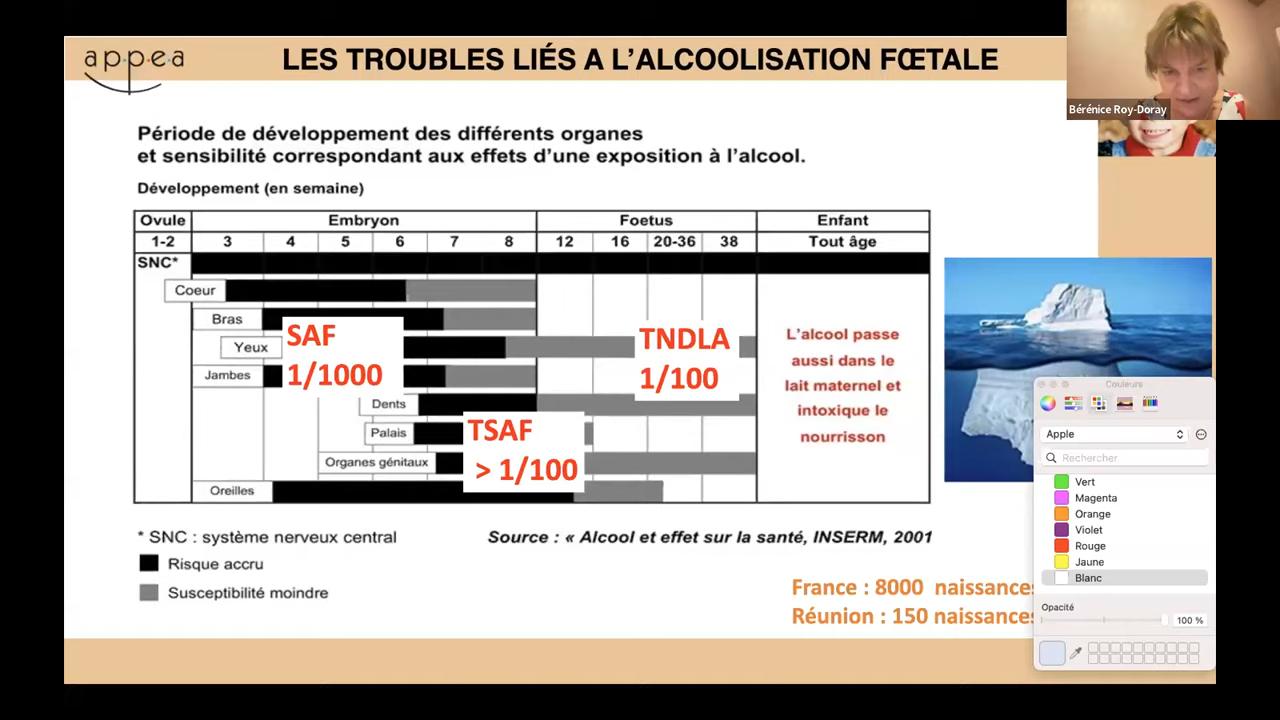 appea
LES TROUBLES LIÉS A L’ALCOOLISATION FŒTALE
Bérénice Roy-Doray
Période de développement des différents organes
et sensibilité correspondant aux effets d’une exposition à l’alcool.
Développement (en semaine)
Ovule Embryon Foetus Enfant
1-2 3 4 5 6 7 8 12 16 20-36 38 Tout âge
SNC*
Coeur
Bras
Yeux
Jambes
Dents
Palais
Organes génitaux
Oreilles
SAF
1/1000
TNDLA
1/100
TSAF
> 1/100
L’alcool passe
aussi dans le
lait maternel et
intoxique le
nourrisson
* SNC : système nerveux central
Source : « Alcool et effet sur la santé, INSERM, 2001
Risque accru
Susceptibilité moindre
France : 8000 naissances
Réunion : 150 naissances
Couleurs
Apple
Rechercher
Vert
Magenta
Orange
Violet
Rouge
Jaune
Blanc
Opacité
100 %